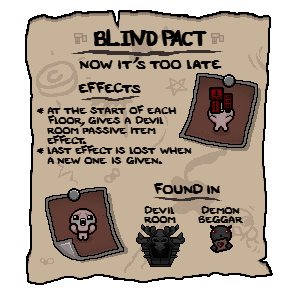 BLIND PACT
NOW IT'S TOO LATE
EFFECTS
* AT THE START OF EACH
FLOOR, GIVES A DEVIL
ROOM PASSIVE ITEM
EFFECT.
* LAST EFFECT IS LOST WHEN
A NEW ONE IS GIVEN.
FOUND IN
DEVIL
ROOM
DEMON
BEGGAR